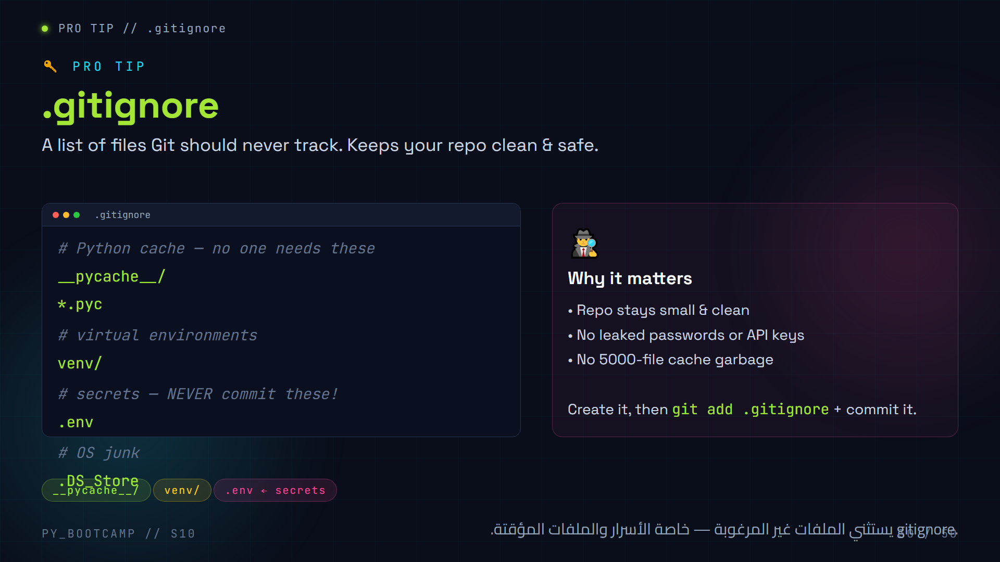 PRO TIP // .gitignore
🔑 PRO TIP
.gitignore
A list of files Git should never track. Keeps your repo clean & safe.
.gitignore
# Python cache — no one needs these
__pycache__/
*.pyc
# virtual environments
venv/
# secrets — NEVER commit these!
.env
# OS junk
.DS_Store
Why it matters
• Repo stays small & clean
• No leaked passwords or API keys
• No 5000-file cache garbage
Create it, then git add .gitignore + commit it.
__pycache__/
venv/
.env ← secrets
.gitignore يستثني الملفات غير المرغوبة — خاصة الأسرار والملفات المؤقتة.
PY_BOOTCAMP // S10
/ 50